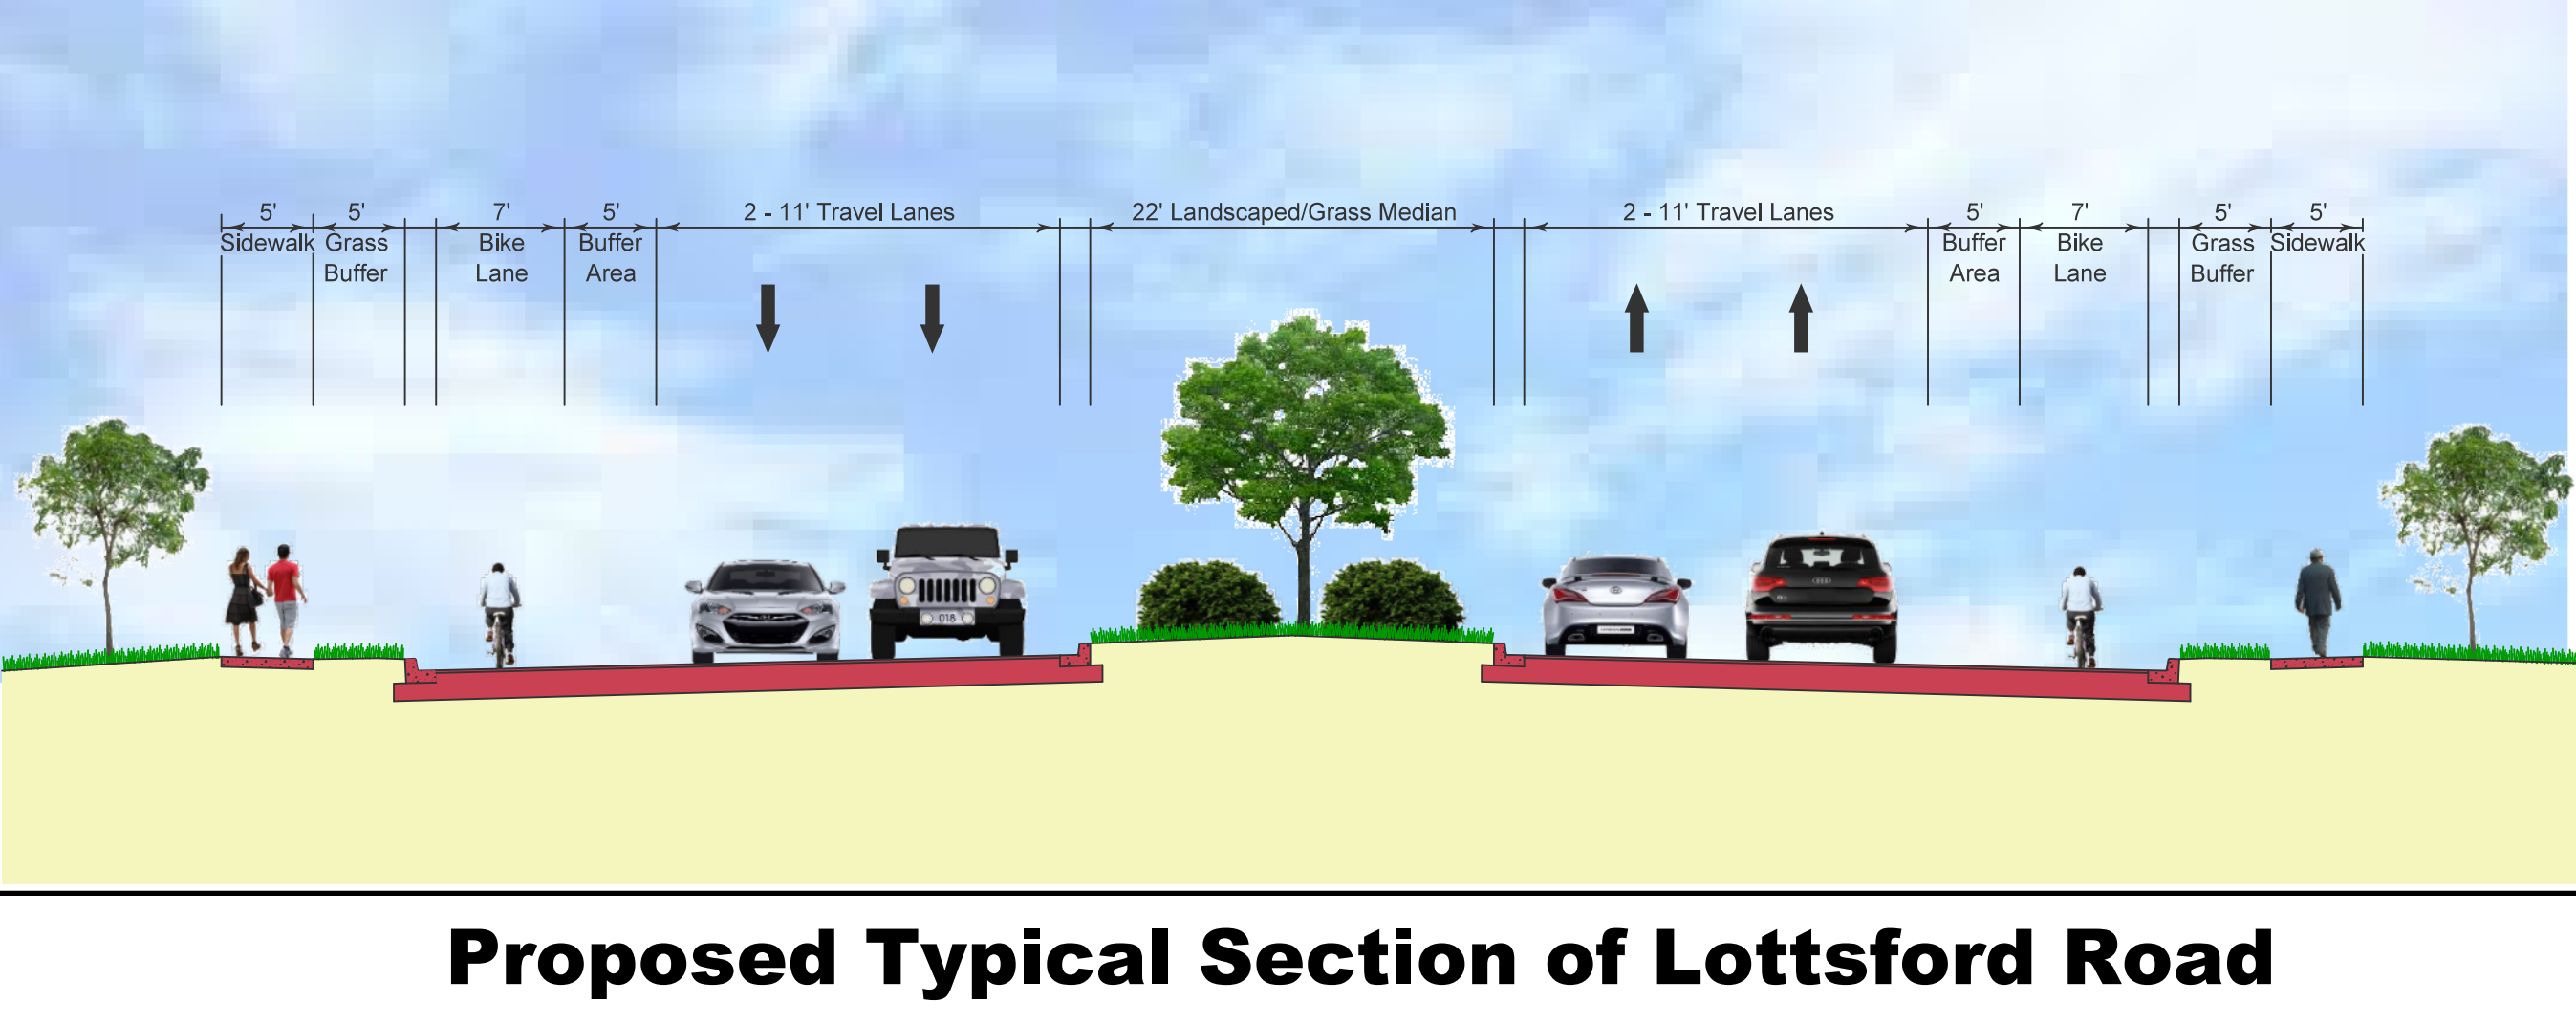 5' 5' 7' 5' 2 - 11' Travel Lanes 22' Landscaped/Grass Median 2 - 11' Travel Lanes 5' 7' 5' 5'
Sidewalk Grass Bike Buffer Buffer Bike Grass Sidewalk
Buffer Lane Area Area Lane Buffer
018
Proposed Typical Section of Lottsford Road